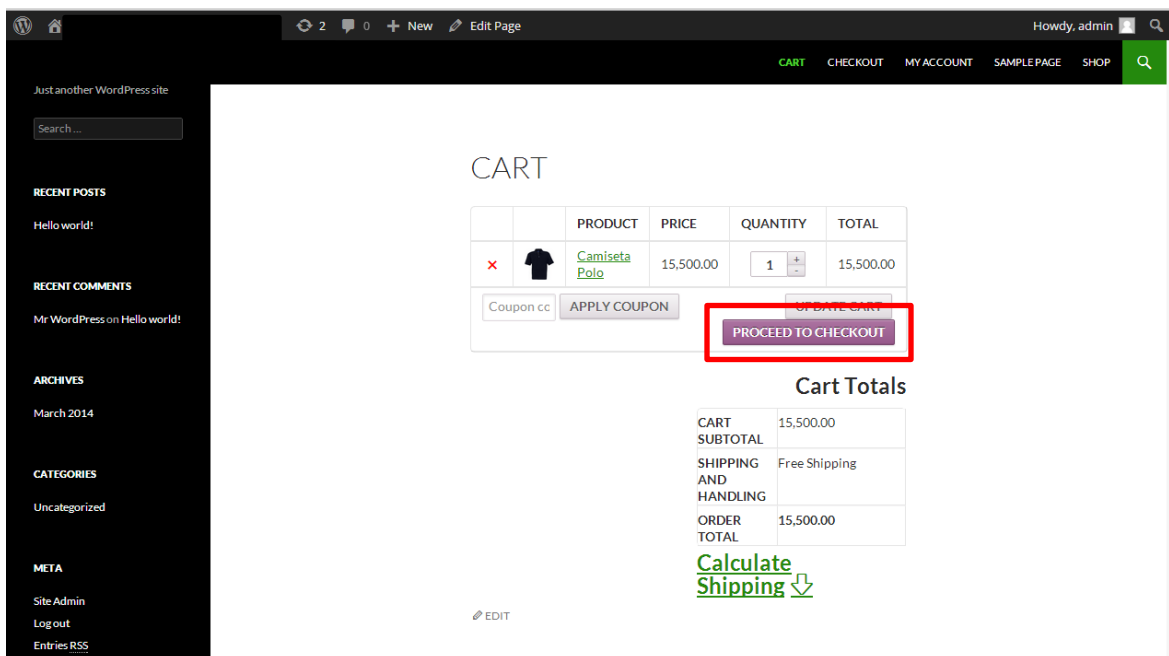 2 0 New Edit Page Howdy, admin
CART CHECKOUT MY ACCOUNT SAMPLE PAGE SHOP
Just another WordPress site
Search ...
RECENT POSTS
Hello world!
RECENT COMMENTS
Mr WordPress on Hello world!
ARCHIVES
March 2014
CATEGORIES
Uncategorized
META
Site Admin
Log out
Entries RSS
CART
PRODUCT PRICE QUANTITY TOTAL
× Camiseta
Polo
15,500.00 1 + - 15,500.00
Coupon cc APPLY COUPON UPDATE CART
PROCEED TO CHECKOUT
Cart Totals
CART
SUBTOTAL
15,500.00
SHIPPING
AND
HANDLING
Free Shipping
ORDER
TOTAL
15,500.00
Calculate
Shipping
EDIT